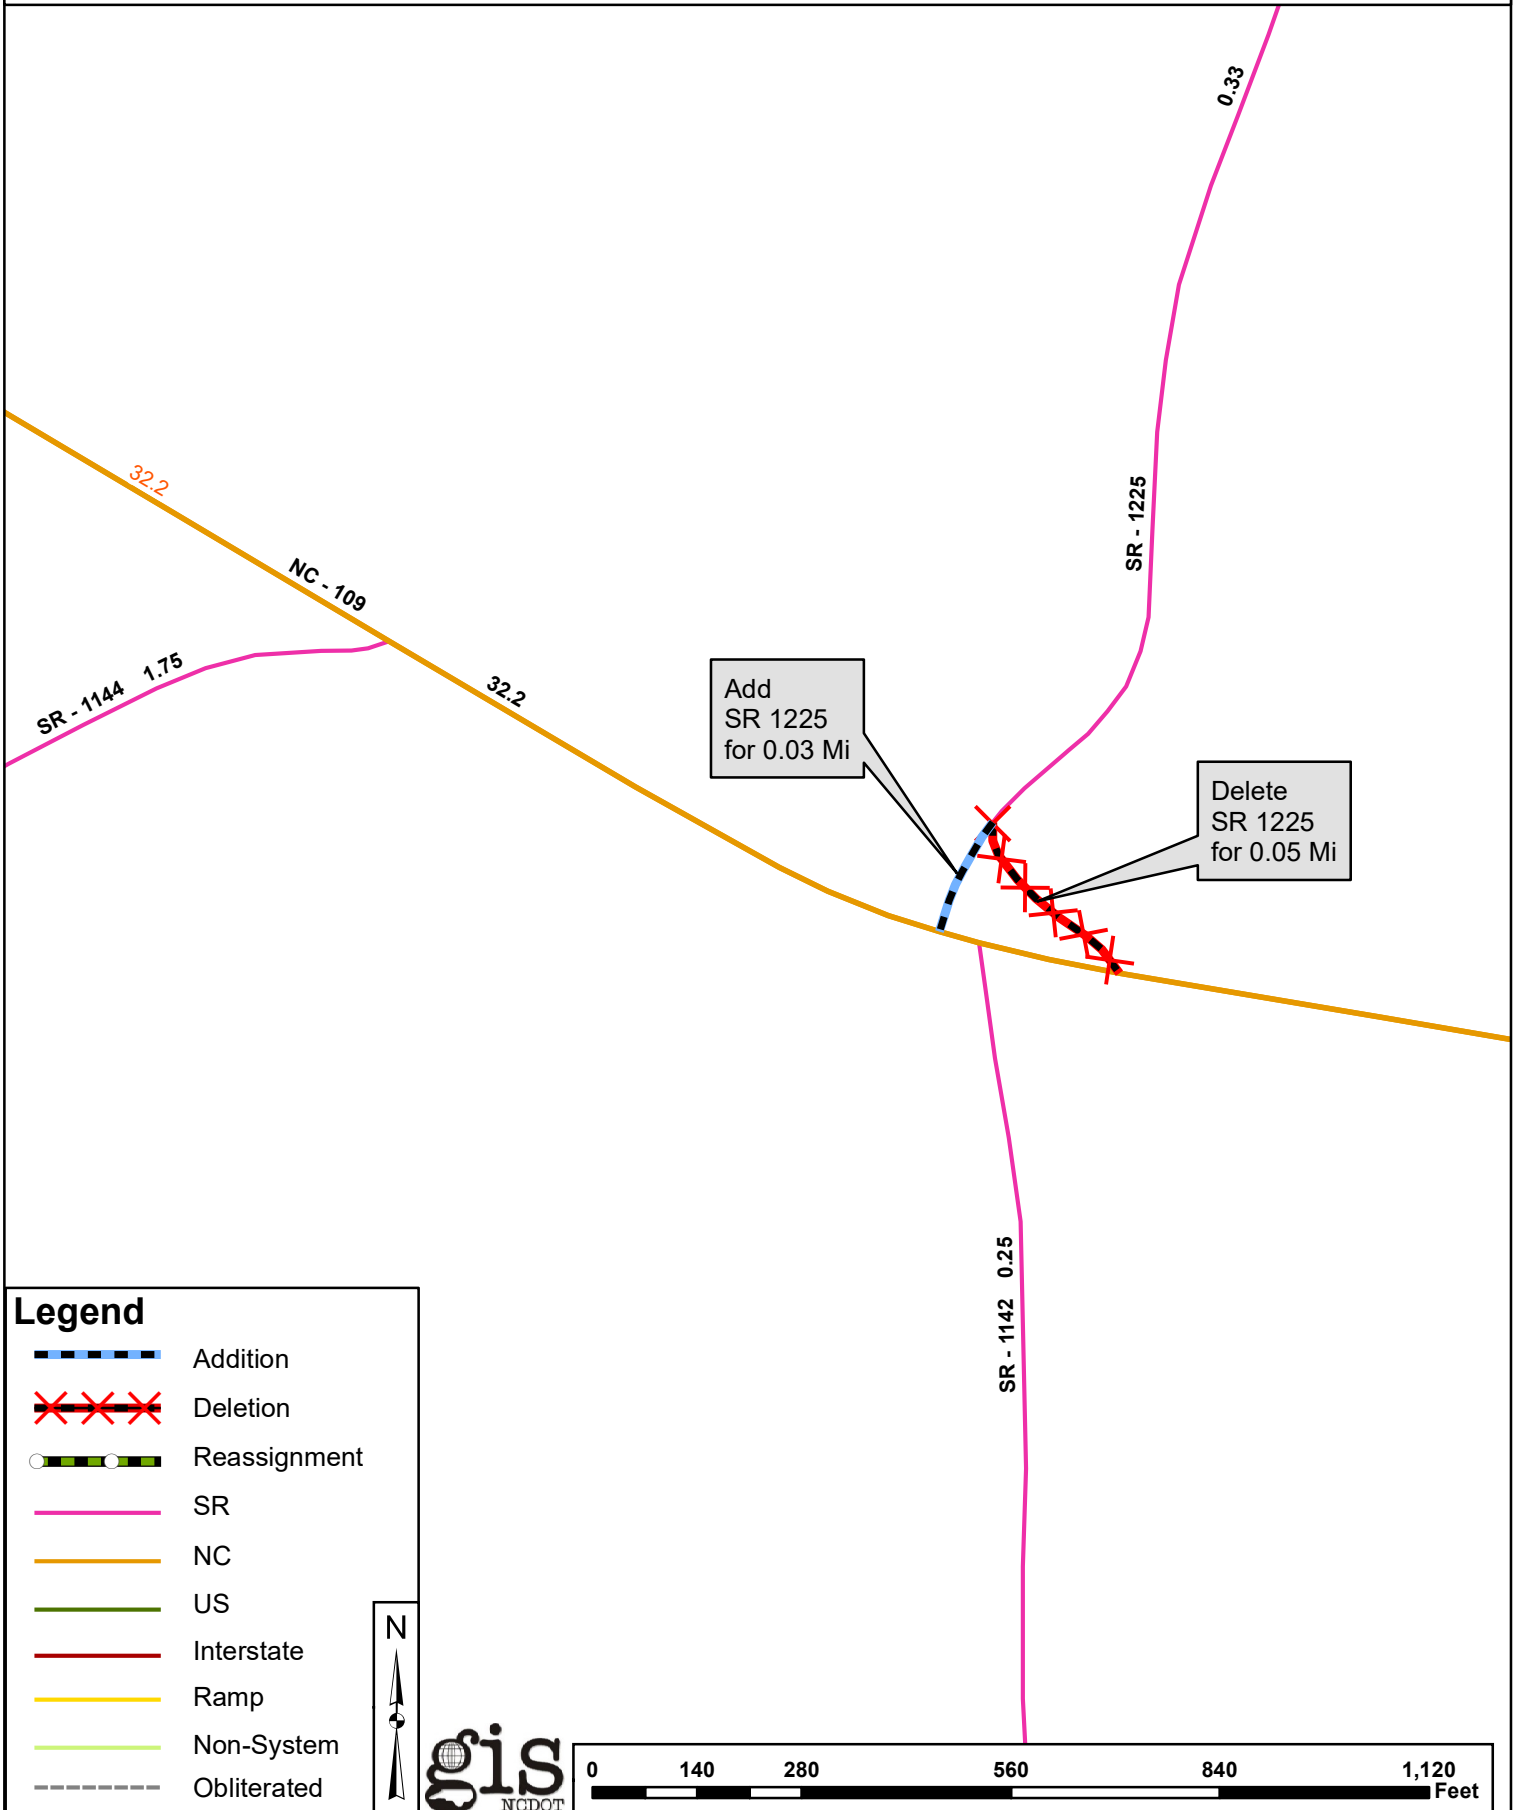 0.33
32.2
NC - 109
SR - 1225
SR - 1144 1.75
32.2
Add
SR 1225
for 0.03 Mi
Delete
SR 1225
for 0.05 Mi
SR - 1142 0.25
Legend
Addition
Deletion
Reassignment
SR
NC
US
Interstate
Ramp
Non-System
Obliterated
N
gis
NCDOT
0 140 280 560 840 1,120
Feet